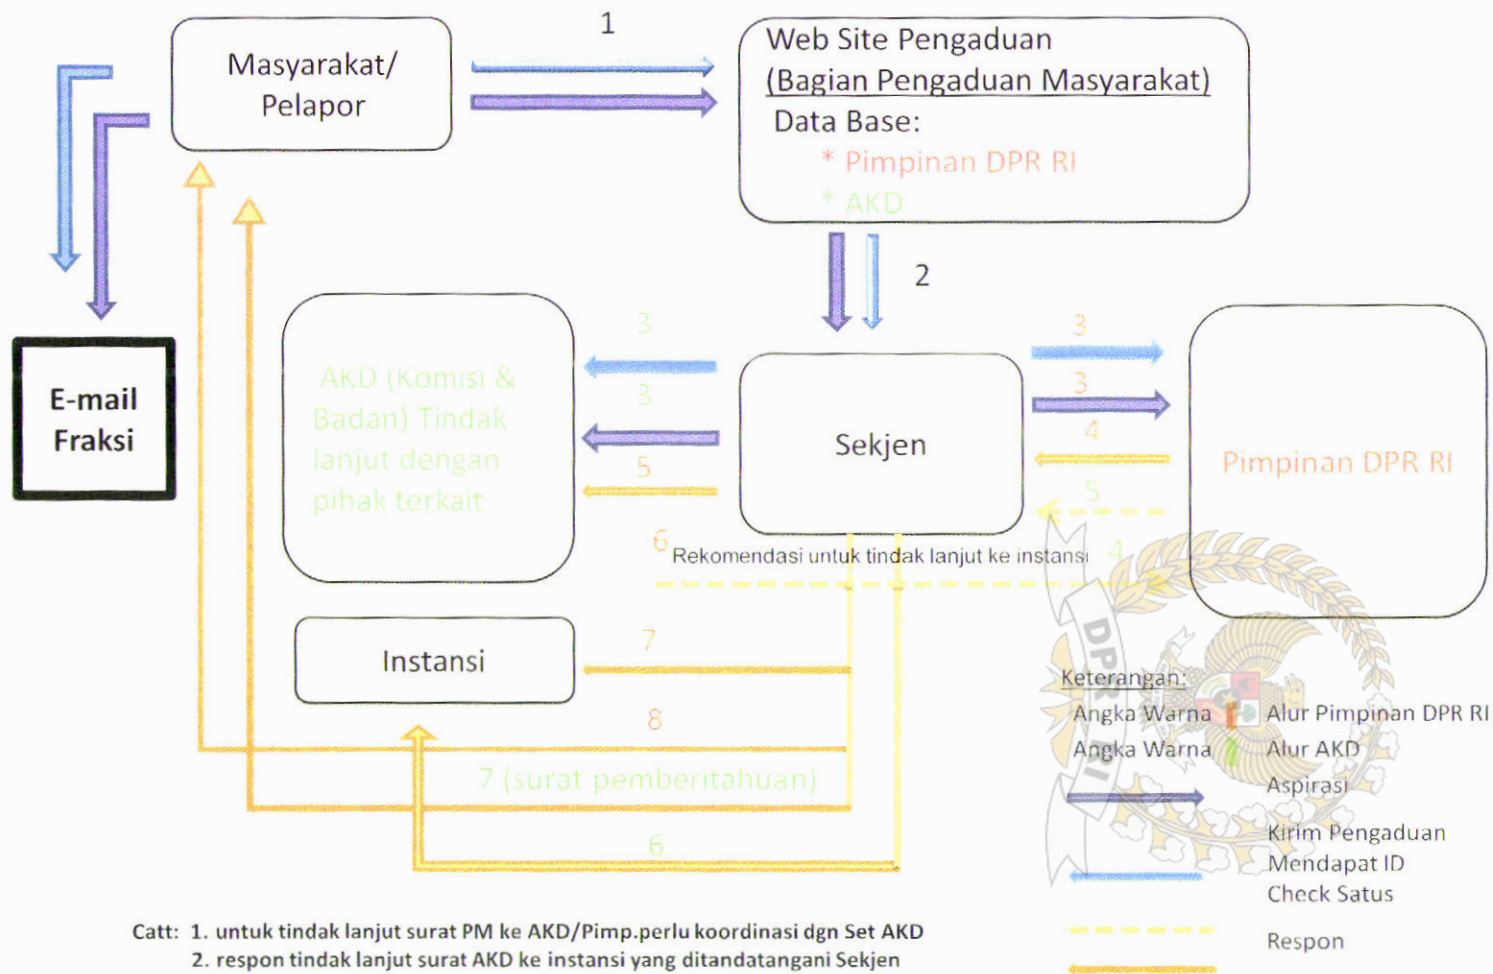 1
Masyarakat/
Pelapor
Web Site Pengaduan
(Bagian Pengaduan Masyarakat)
Data Base:
* Pimpinan DPR RI
* AKD
2
E-mail
Fraksi
AKD (Komisi &
Badan) Tindak
lanjut dengan
pihak terkait
3
3
5
Sekjen
3
3
4
5
Pimpinan DPR RI
6
Rekomendasi untuk tindak lanjut ke instansi
4
Instansi
7
8
7 (surat pemberitahuan)
6
Keterangan:
Angka Warna Alur Pimpinan DPR RI
Angka Warna Alur AKD
Aspirasi
Kirim Pengaduan
Mendapat ID
Check Satus
Respon
DPR RI
Catt: 1. untuk tindak lanjut surat PM ke AKD/Pimp.perlu koordinasi dgn Set AKD
2. respon tindak lanjut surat AKD ke instansi yang ditandatangani Sekjen